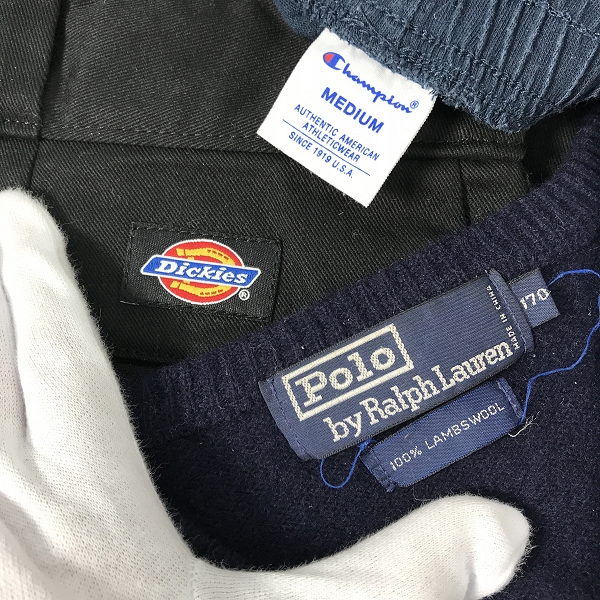 Champion
MEDIUM
AUTHENTIC AMERICAN
ATHLETICWEAR
SINCE 1919 U.S.A.
Dickies
®
Polo
by Ralph Lauren
MADE IN CHINA
170
100% LAMBSWOOL